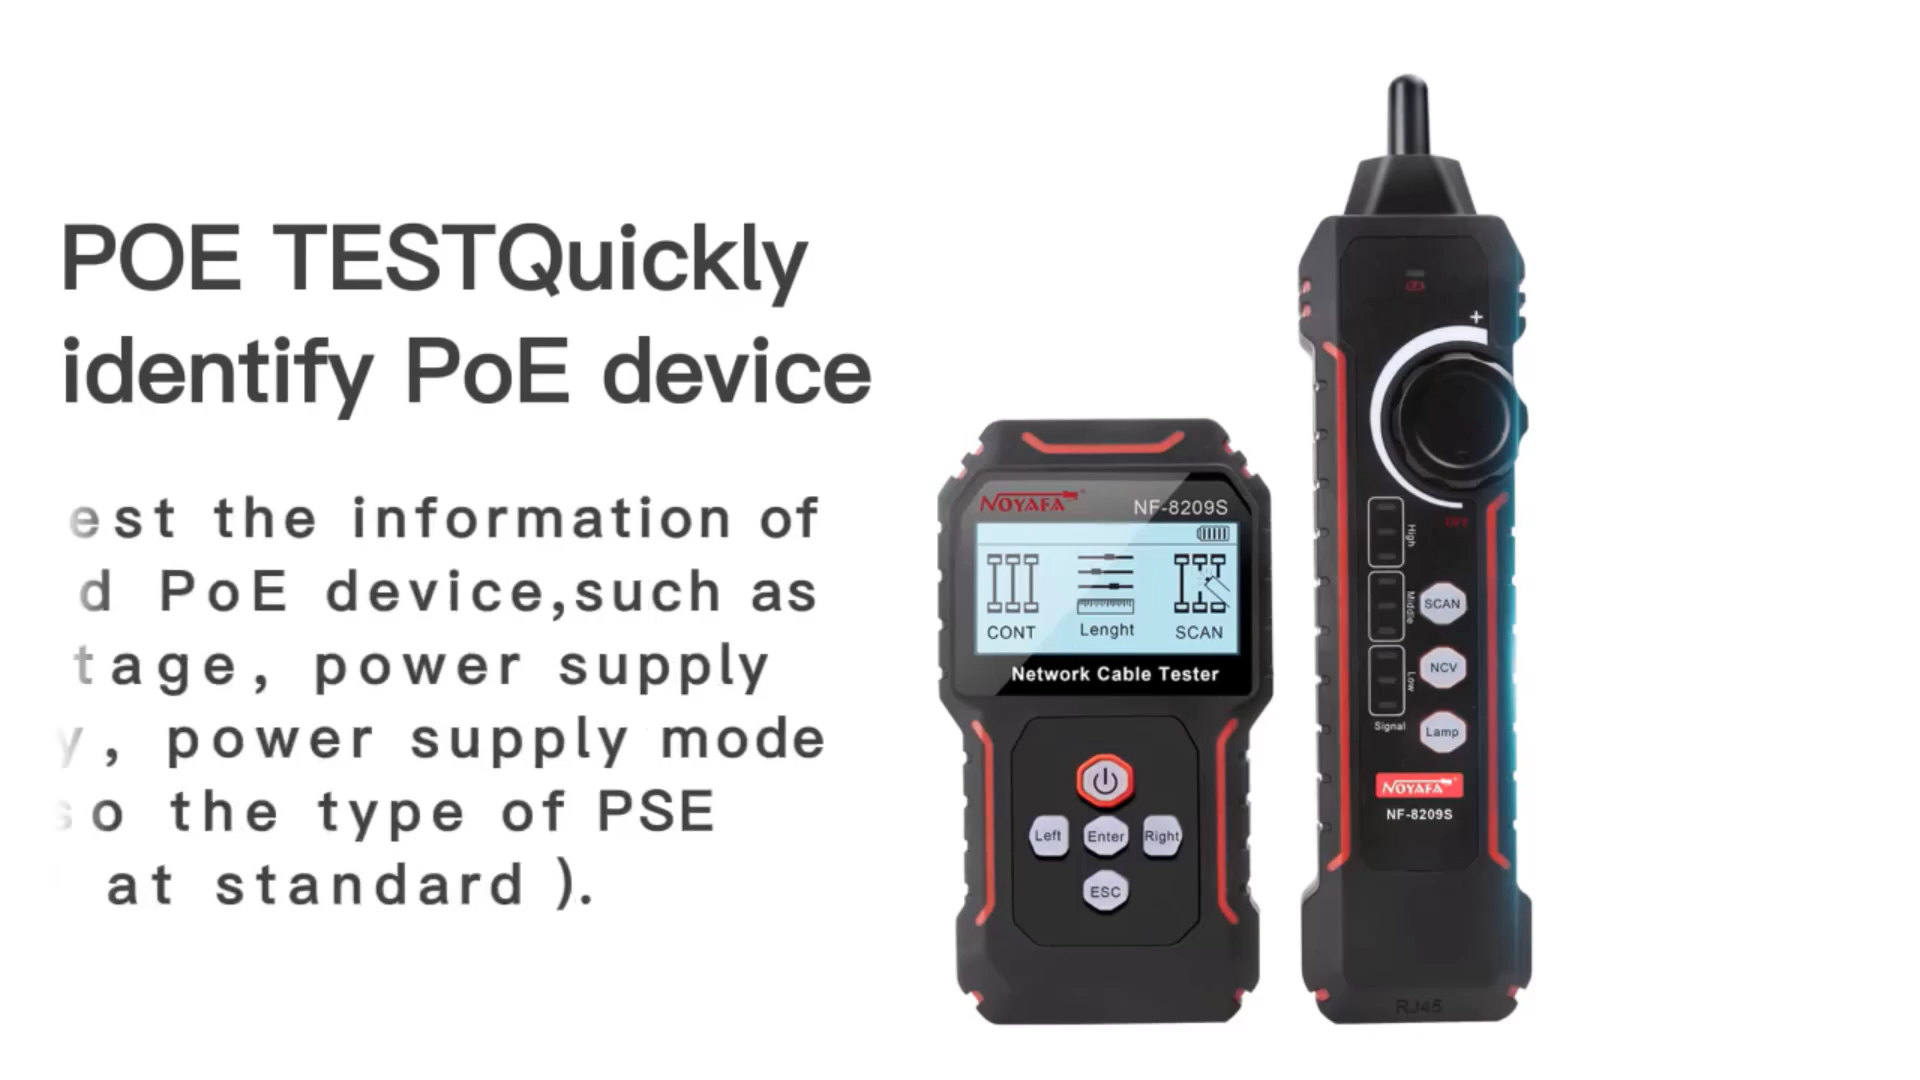 POE TESTQuickly
identify PoE device
est the information of
d PoE device,such as
tage, power supply
y, power supply mode
so the type of PSE
at standard ).
NOYAFA
NF-8209S
CONT
Lenght
SCAN
Network Cable Tester
Left
Enter
Right
ESC
+
OFF
High
Middle
Low
Signal
SCAN
NCV
Lamp
NOYAFA
NF-8209S
RJ45